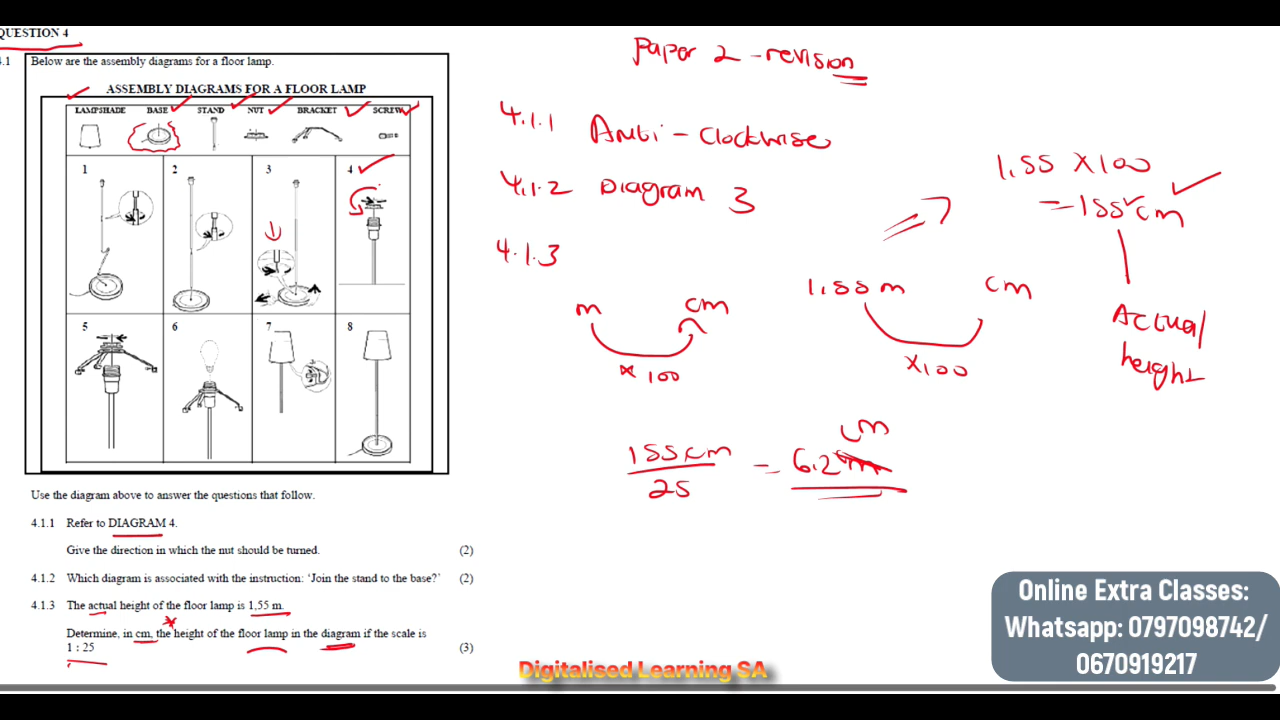 QUESTION 4
4.1 Below are the assembly diagrams for a floor lamp.
ASSEMBLY DIAGRAMS FOR A FLOOR LAMP
LAMPSHADE BASE STAND NUT BRACKET SCREW
1 2 3 4
5 6 7 8
Use the diagram above to answer the questions that follow.
4.1.1 Refer to DIAGRAM 4.
Give the direction in which the nut should be turned. (2)
4.1.2 Which diagram is associated with the instruction: ‘Join the stand to the base?’ (2)
4.1.3 The actual height of the floor lamp is 1,55 m.
Determine, in cm, the height of the floor lamp in the diagram if the scale is
1 : 25 (3)
Paper 2 - revision
4.1.1 Anti - clockwise
4.1.2 Diagram 3
4.1.3
m cm
× 100
1.55 m cm
×100
1.55 ×100
= 155 cm
Actual
height
155cm
25
= 6.2 cm
Online Extra Classes:
Whatsapp: 0797098742/
0670919217
Digitalised Learning SA